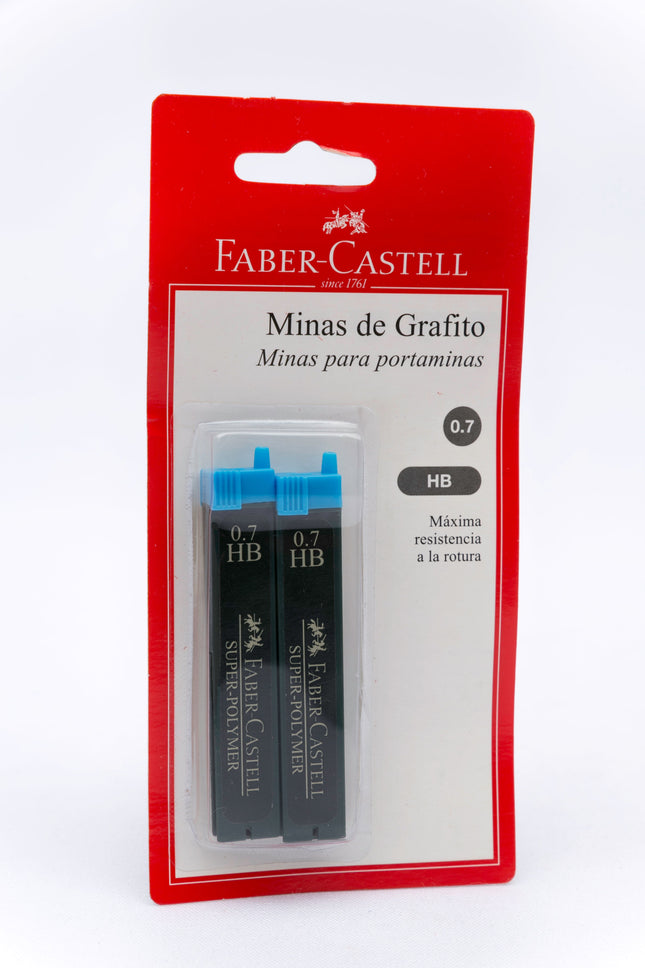 FABER-CASTELL
since 1761
Minas de Grafito
Minas para portaminas
0.7
HB
Máxima
resistencia
a la rotura
0.7
HB
FABER-CASTELL
SUPER-POLYMER
0.7
HB
FABER-CASTELL
SUPER-POLYMER